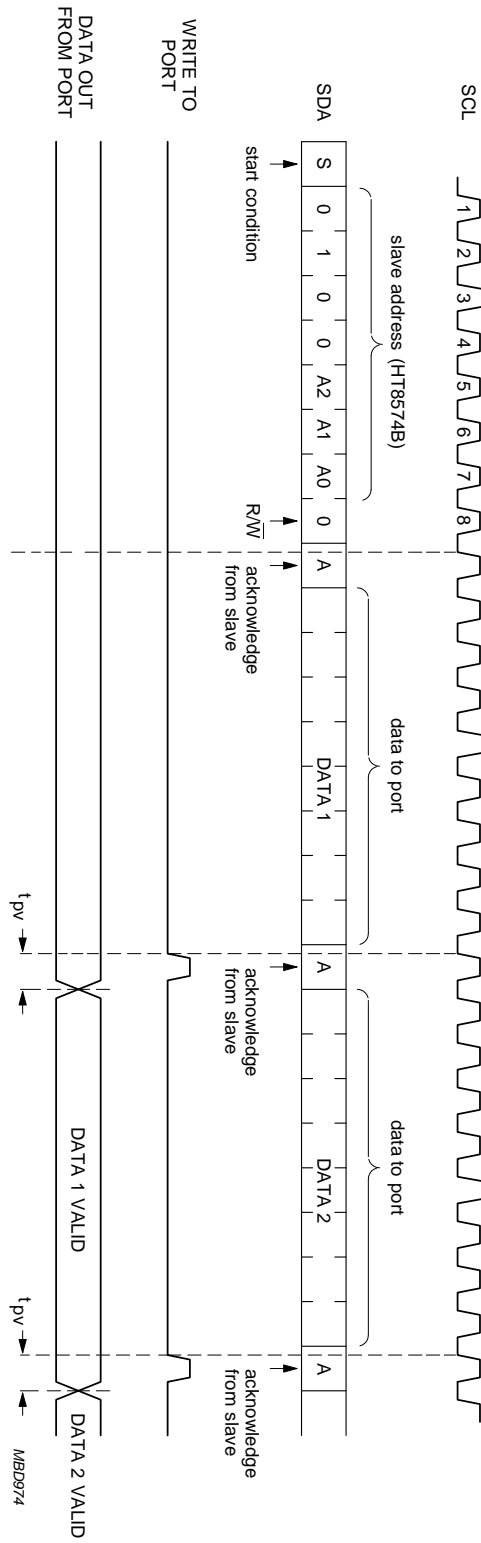 SCL
1 2 3 4 5 6 7 8
slave address (HT8574B)
data to port
data to port
SDA
S 0 1 0 0 A2 A1 A0 0 A DATA 1 A DATA 2 A
start condition
R/W
acknowledge
from slave
acknowledge
from slave
acknowledge
from slave
WRITE TO
PORT
DATA OUT
FROM PORT
DATA 1 VALID
DATA 2 VALID
tpv
tpv
MBD974